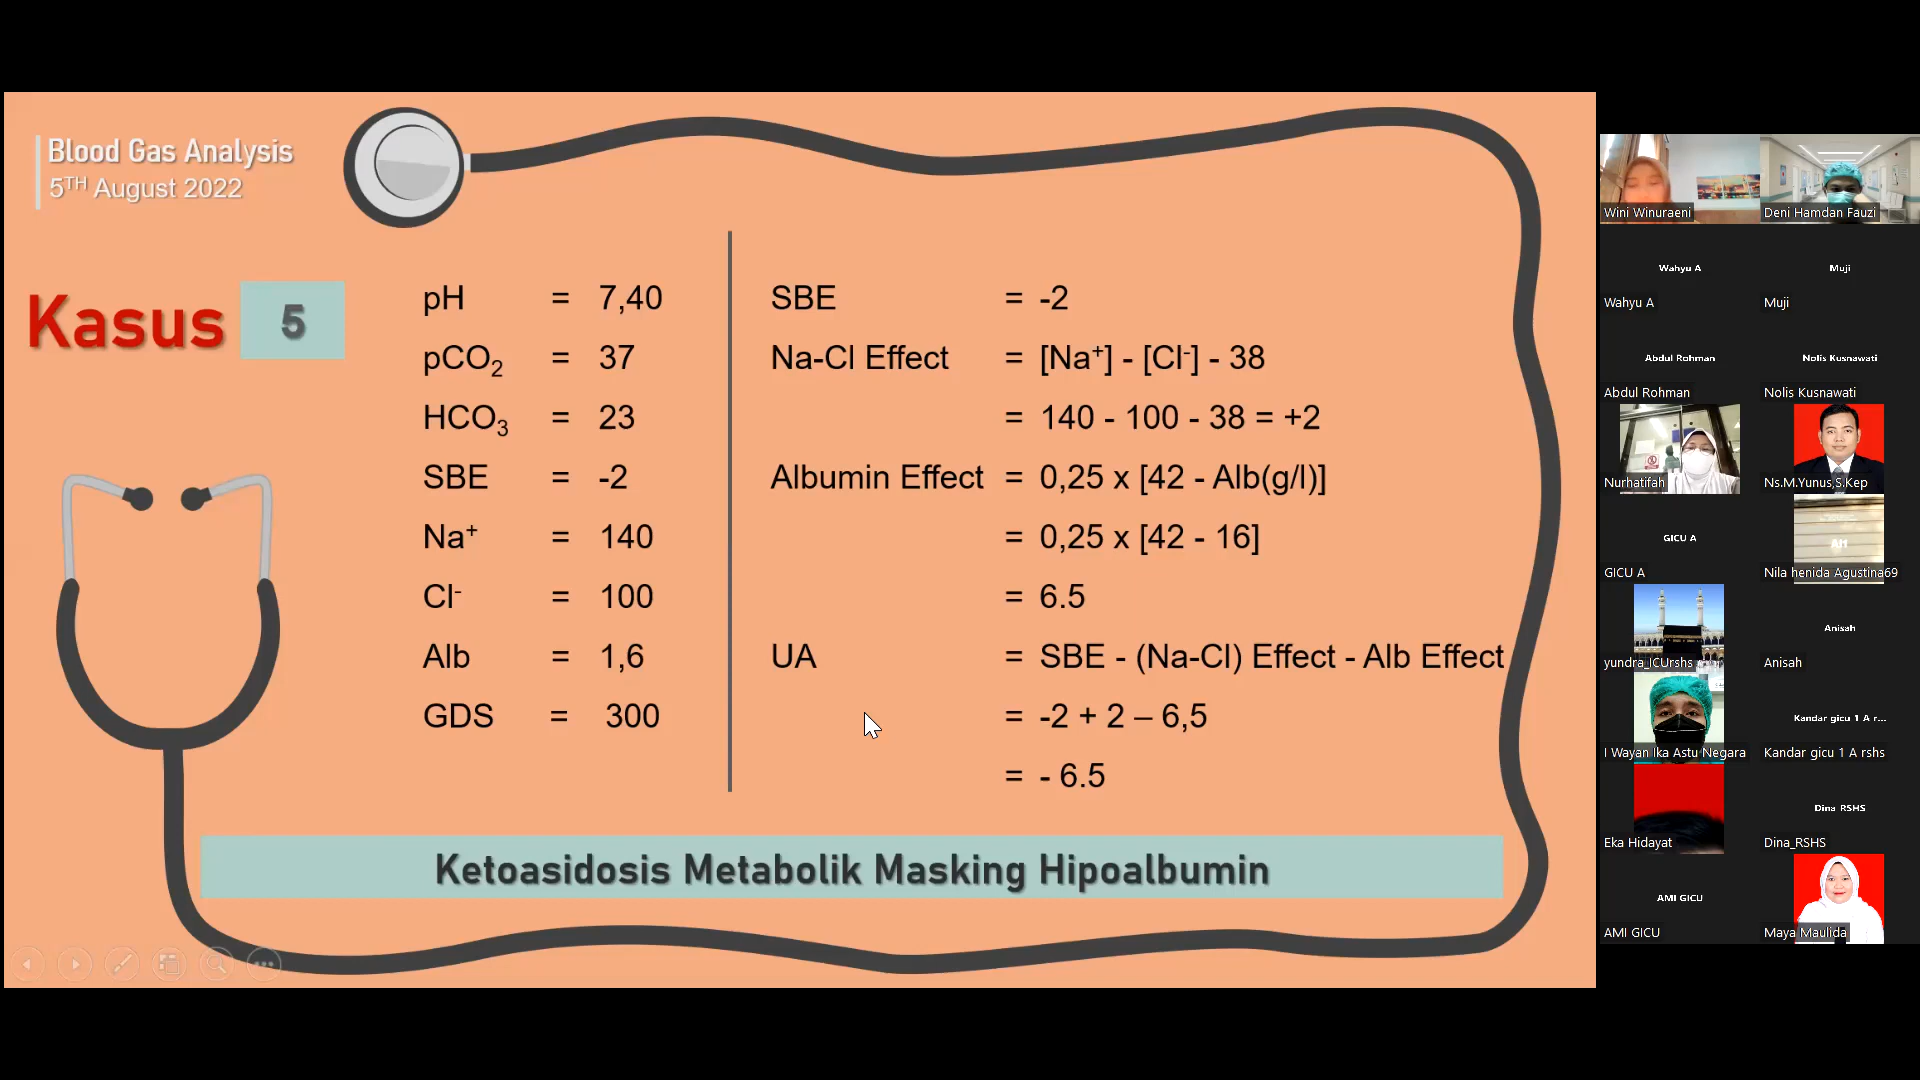 Blood Gas Analysis
5TH August 2022
Kasus 5
pH = 7,40
pCO2 = 37
HCO3 = 23
SBE = -2
Na+ = 140
Cl- = 100
Alb = 1,6
GDS = 300
SBE = -2
Na-Cl Effect = [Na+] - [Cl-] - 38
= 140 - 100 - 38 = +2
Albumin Effect = 0,25 x [42 - Alb(g/l)]
= 0,25 x [42 - 16]
= 6.5
UA = SBE - (Na-Cl) Effect - Alb Effect
= -2 + 2 – 6,5
= - 6.5
Ketoasidosis Metabolik Masking Hipoalbumin
Wini Winuraeni
Deni Hamdan Fauzi
Wahyu A
Muji
Wahyu A
Muji
Abdul Rohman
Nolis Kusnawati
Abdul Rohman
Nolis Kusnawati
Nurhatifah
Ns.M.Yunus,S.Kep
GICU A
GICU A
Nila henida Agustina69
Anisah
yundra_ICUrshs
Anisah
Kandar gicu 1 A r...
I Wayan Ika Astu Negara
Kandar gicu 1 A rshs
Dina RSHS
Eka Hidayat
Dina_RSHS
AMI GICU
AMI GICU
Maya Maulida